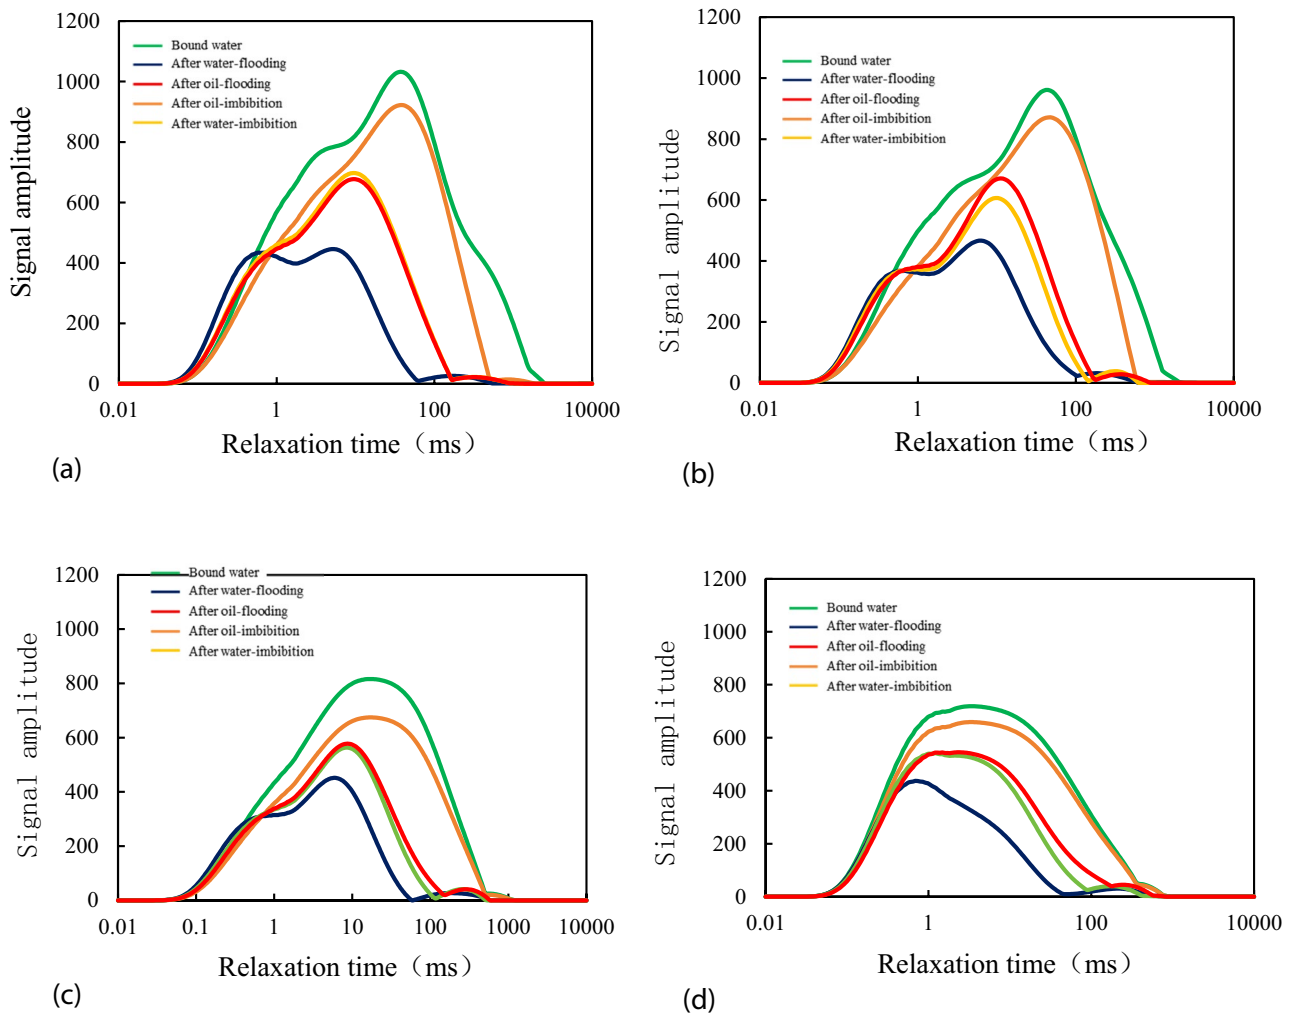 1200
1000
800
600
400
200
0
Signal amplitude
Bound water
After water-flooding
After oil-flooding
After oil-imbibition
After water-imbibition
0.01
1
100
10000
Relaxation time（ms）
(a)
1200
1000
800
600
400
200
0
Signal amplitude
Bound water
After water-flooding
After oil-flooding
After oil-imbibition
After water-imbibition
0.01
1
100
10000
Relaxation time（ms）
(b)
1200
1000
800
600
400
200
0
Signal amplitude
Bound water
After water-flooding
After oil-flooding
After oil-imbibition
After water-imbibition
0.01
0.1
1
10
100
1000
10000
Relaxation time（ms）
(c)
1200
1000
800
600
400
200
0
Signal amplitude
Bound water
After water-flooding
After oil-flooding
After oil-imbibition
After water-imbibition
0.01
1
100
10000
Relaxation time（ms）
(d)